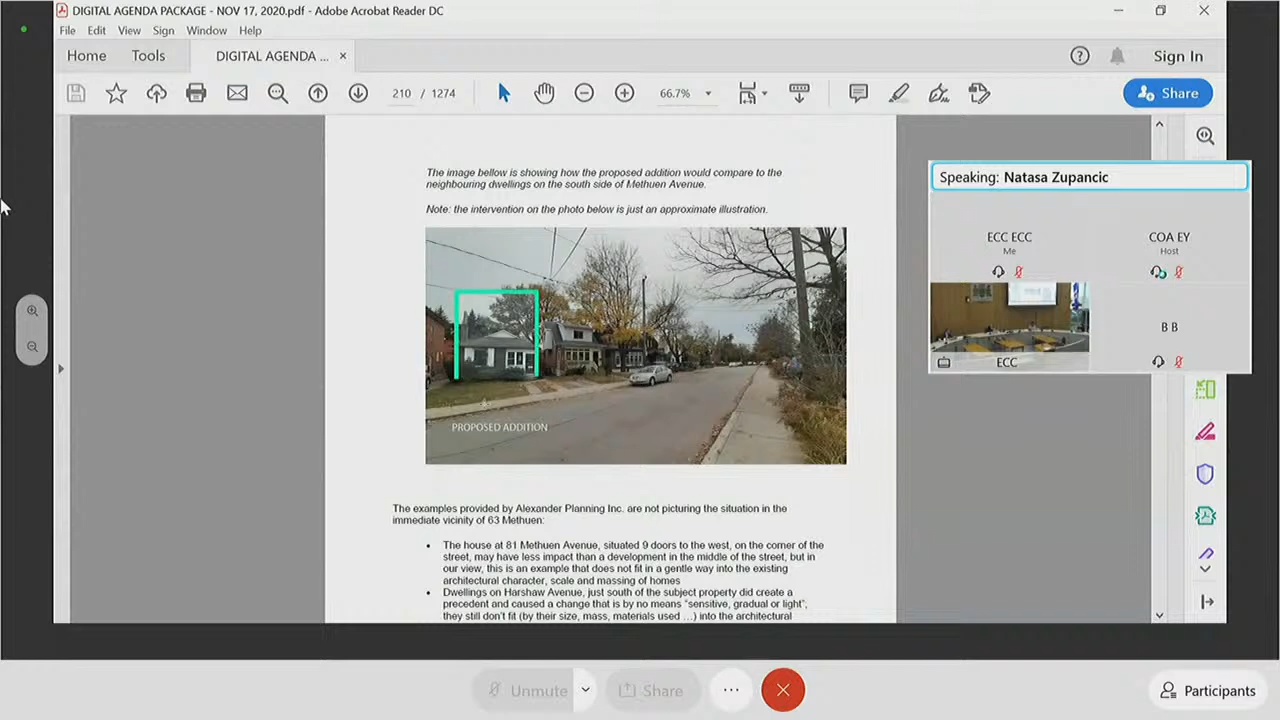 DIGITAL AGENDA PACKAGE - NOV 17, 2020.pdf - Adobe Acrobat Reader DC
File Edit View Sign Window Help
Home Tools DIGITAL AGENDA ... ×
Sign In
210 / 1274
66.7%
Share
The image bellow is showing how the proposed addition would compare to the
neighbouring dwellings on the south side of Methuen Avenue.
Note: the intervention on the photo below is just an approximate illustration.
PROPOSED ADDITION
The examples provided by Alexander Planning Inc. are not picturing the situation in the
immediate vicinity of 63 Methuen:
• The house at 81 Methuen Avenue, situated 9 doors to the west, on the corner of the
street, may have less impact than a development in the middle of the street, but in
our view, this is an example that does not fit in a gentle way into the existing
architectural character, scale and massing of homes
• Dwellings on Harshaw Avenue, just south of the subject property did create a
precedent and caused a change that is by no means “sensitive, gradual or light”,
they still don’t fit (by their size, mass, materials used …) into the architectural
Speaking: Natasa Zupancic
ECC ECC
Me
COA EY
Host
ECC
B B
Unmute
Share
Participants